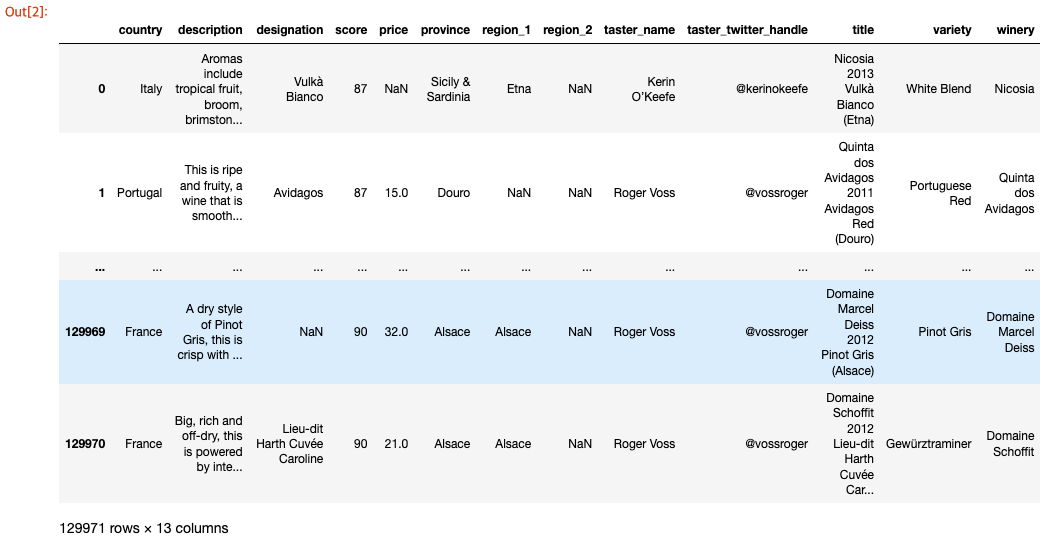 Out[2]:
country description designation score price province region_1 region_2 taster_name taster_twitter_handle title variety winery
0 Italy Aromas include tropical fruit, broom, brimston... Vulkà Bianco 87 NaN Sicily & Sardinia Etna NaN Kerin O'Keefe @kerinokeefe Nicosia 2013 Vulkà Bianco (Etna) White Blend Nicosia
1 Portugal This is ripe and fruity, a wine that is smooth... Avidagos 87 15.0 Douro NaN NaN Roger Voss @vossroger Quinta dos Avidagos 2011 Avidagos Red (Douro) Portuguese Red Quinta dos Avidagos
... ... ... ... ... ... ... ... ... ... ... ... ... ...
129969 France A dry style of Pinot Gris, this is crisp with ... NaN 90 32.0 Alsace Alsace NaN Roger Voss @vossroger Domaine Marcel Deiss 2012 Pinot Gris (Alsace) Pinot Gris Domaine Marcel Deiss
129970 France Big, rich and off-dry, this is powered by inte... Lieu-dit Harth Cuvée Caroline 90 21.0 Alsace Alsace NaN Roger Voss @vossroger Domaine Schoffit 2012 Lieu-dit Harth Cuvée Car... Gewürztraminer Domaine Schoffit
129971 rows × 13 columns